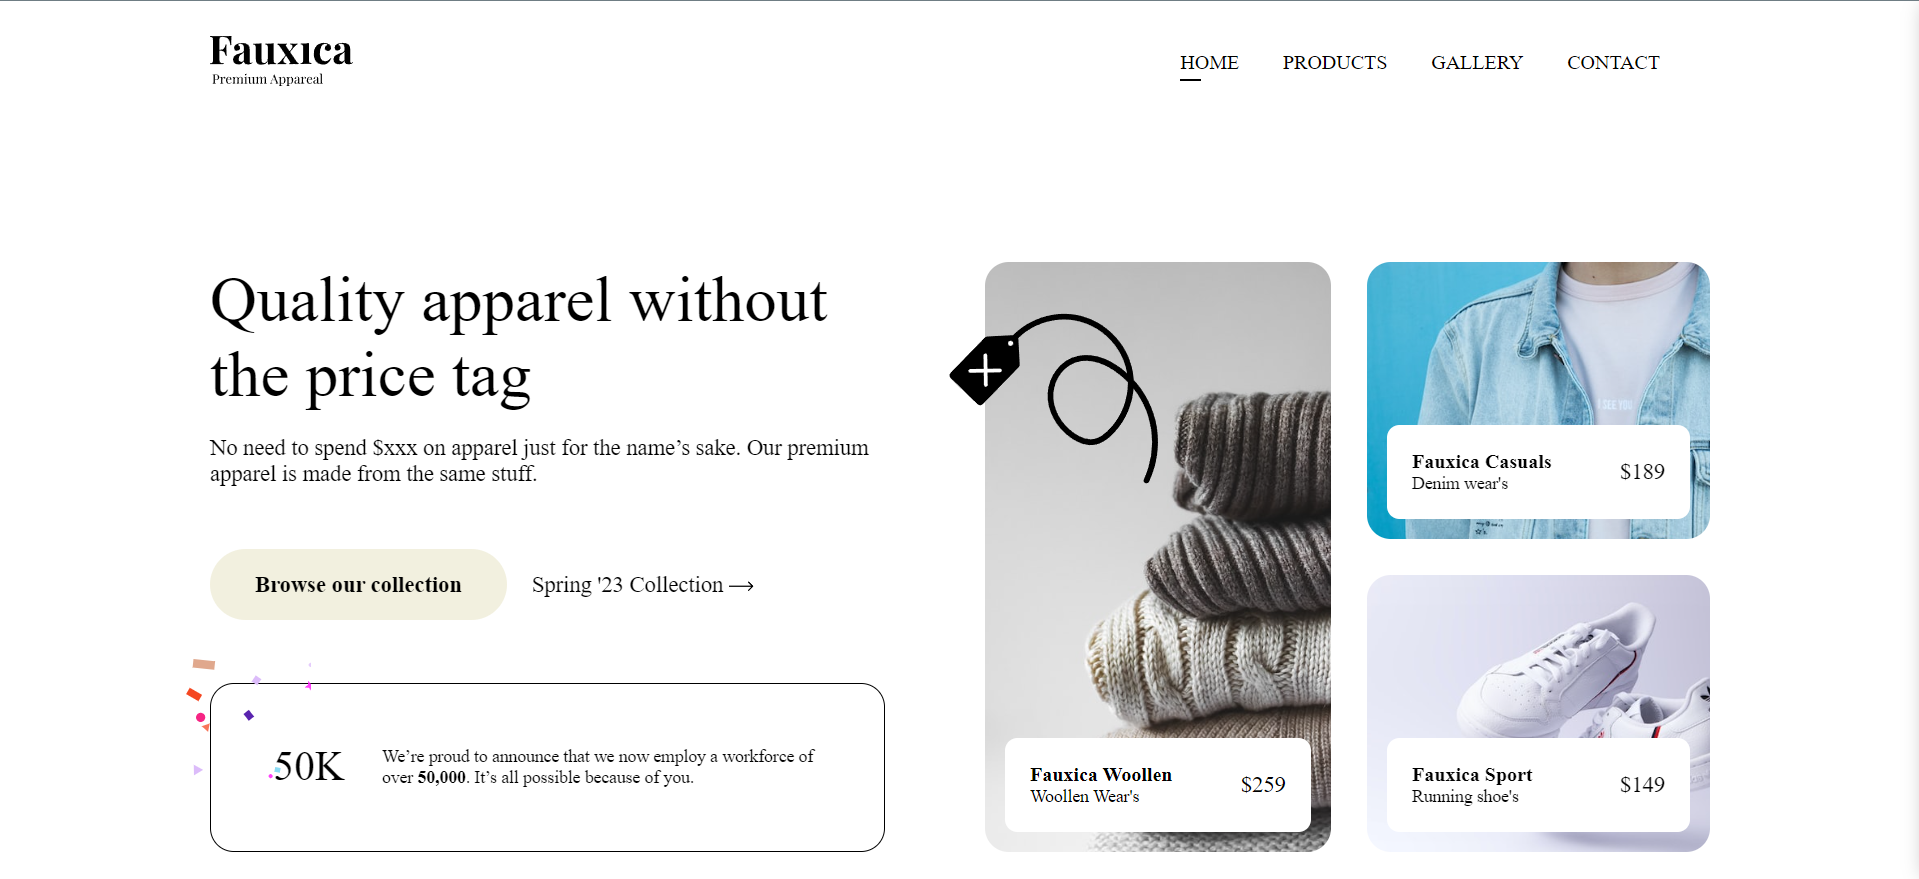 Fauxica
Premium Appareal
HOME PRODUCTS GALLERY CONTACT
Quality apparel without
the price tag
No need to spend $xxx on apparel just for the name’s sake. Our premium
apparel is made from the same stuff.
Browse our collection
Spring '23 Collection ⟶
50K
We’re proud to announce that we now employ a workforce of
over 50,000. It’s all possible because of you.
Fauxica Woollen
Woollen Wear's
$259
I SEE YOU
Fauxica Casuals
Denim wear's
$189
Fauxica Sport
Running shoe's
$149